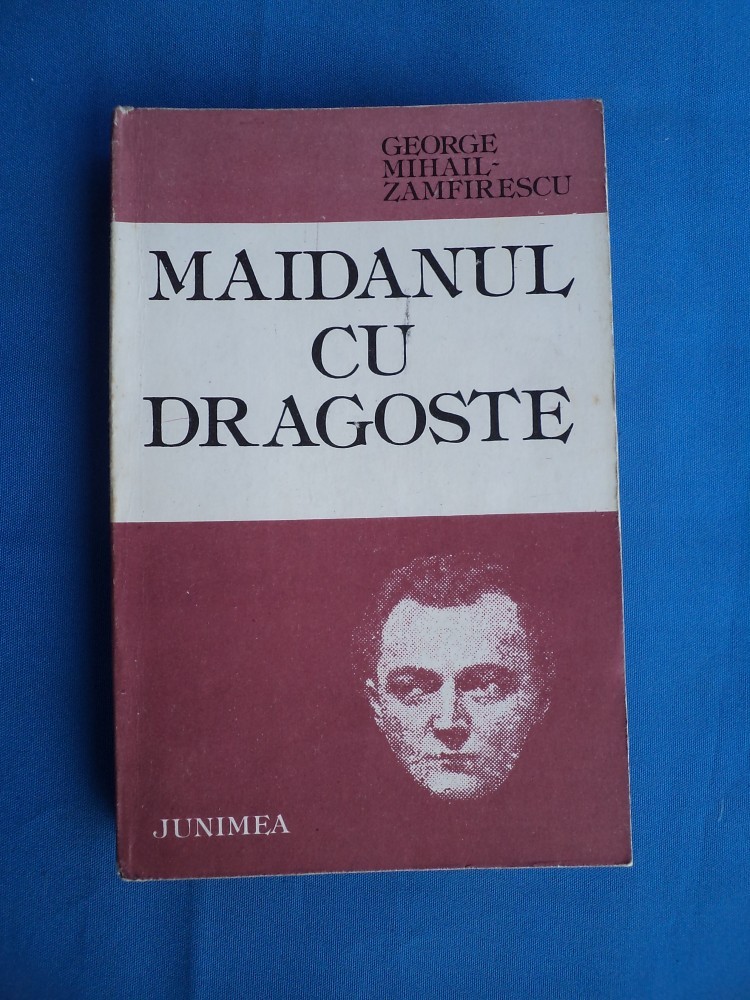 GEORGE
MIHAIL-
ZAMFIRESCU
MAIDANUL
CU
DRAGOSTE
JUNIMEA